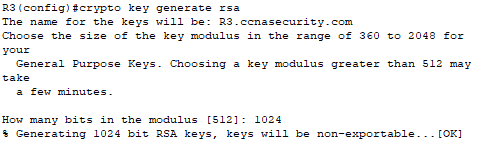 R3(config)#crypto key generate rsa
The name for the keys will be: R3.ccnasecurity.com
Choose the size of the key modulus in the range of 360 to 2048 for
your
  General Purpose Keys. Choosing a key modulus greater than 512 may
take
  a few minutes.

How many bits in the modulus [512]: 1024
% Generating 1024 bit RSA keys, keys will be non-exportable...[OK]